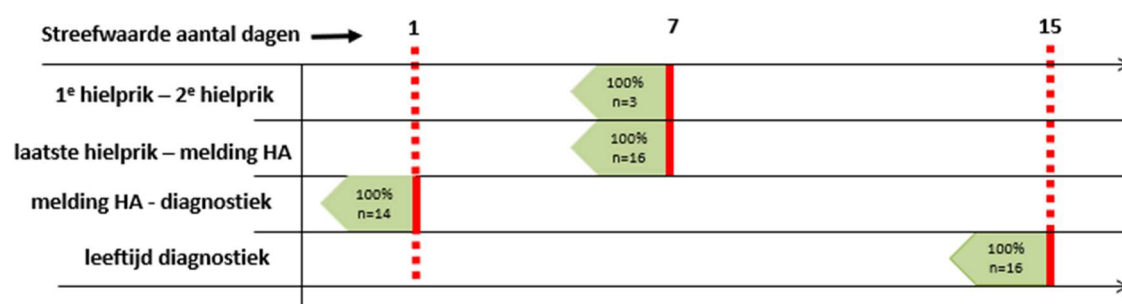 Streefwaarde aantal dagen 1 7 15
1e hielprik – 2e hielprik
100%
n=3
laatste hielprik – melding HA
100%
n=16
melding HA - diagnostiek
100%
n=14
leeftijd diagnostiek
100%
n=16